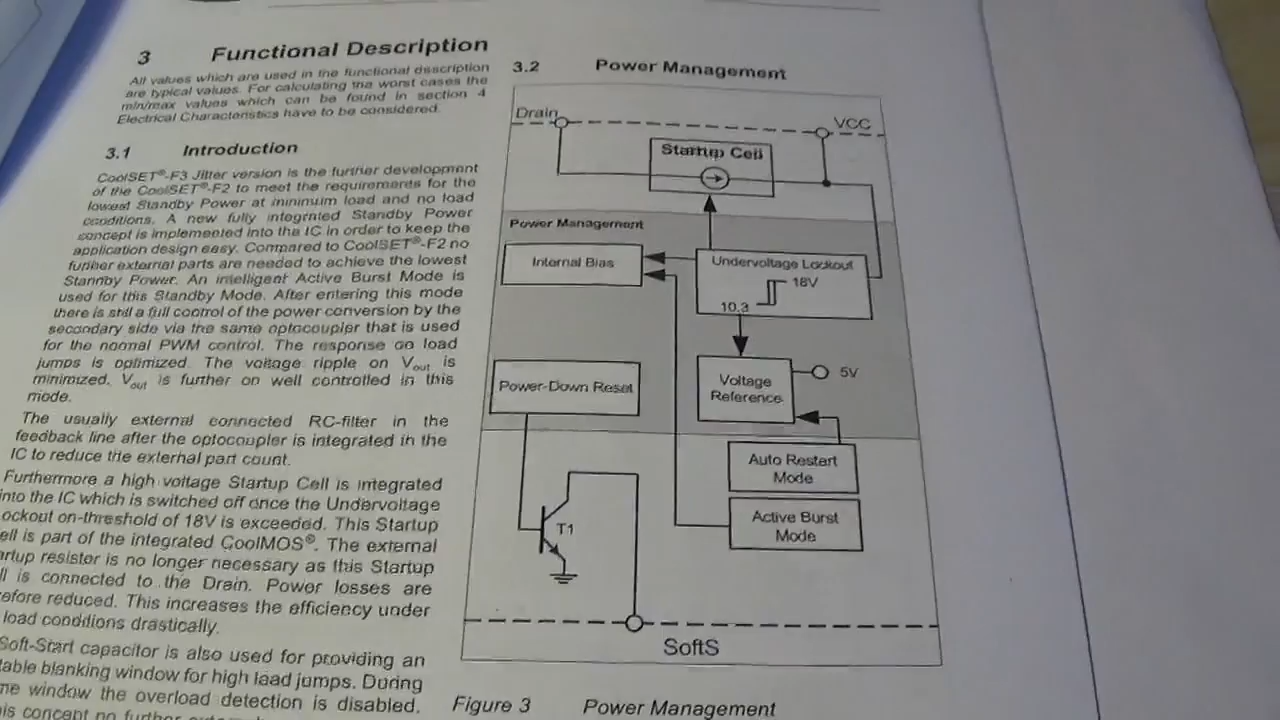 3 Functional Description
All values which are used in the functional description
are typical values. For calculating the worst cases the
min/max values which can be found in section 4
Electrical Characteristics have to be considered.
3.1 Introduction
CoolSET®-F3 Jitter version is the further development
of the CoolSET®-F2 to meet the requirements for the
lowest Standby Power at minimum load and no load
conditions. A new fully integrated Standby Power
concept is implemented into the IC in order to keep the
application design easy. Compared to CoolSET®-F2 no
further external parts are needed to achieve the lowest
Standby Power. An intelligent Active Burst Mode is
used for this Standby Mode. After entering this mode
there is still a full control of the power conversion by the
secondary side via the same optocoupler that is used
for the normal PWM control. The response on load
jumps is optimized. The voltage ripple on Vout is
minimized. Vout is further on well controlled in this
mode.
The usually external connected RC-filter in the
feedback line after the optocoupler is integrated in the
IC to reduce the external part count.
Furthermore a high voltage Startup Cell is integrated
into the IC which is switched off once the Undervoltage
ockout on-threshold of 18V is exceeded. This Startup
ell is part of the integrated CoolMOS®. The external
artup resistor is no longer necessary as this Startup
ll is connected to the Drain. Power losses are
efore reduced. This increases the efficiency under
load conditions drastically.
Soft-Start capacitor is also used for providing an
table blanking window for high load jumps. During
me window the overload detection is disabled.
is concept no further
3.2 Power Management
Drain
VCC
Startup Cell
Power Management
Internal Bias
Undervoltage Lockout
18V
10.3
Power-Down Reset
Voltage
Reference
5V
Auto Restart
Mode
Active Burst
Mode
T1
SoftS
Figure 3 Power Management